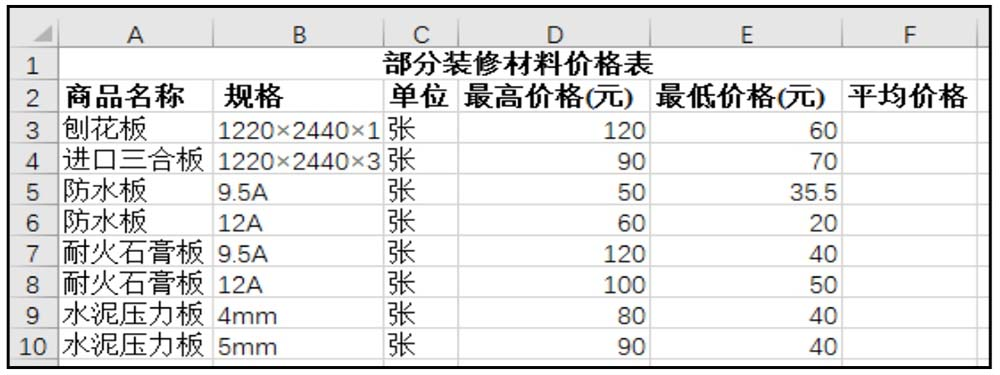 A B C D E F
1 部分装修材料价格表
2 商品名称 规格 单位 最高价格(元) 最低价格(元) 平均价格
3 刨花板 1220×2440×1 张 120 60
4 进口三合板 1220×2440×3 张 90 70
5 防水板 9.5A 张 50 35.5
6 防水板 12A 张 60 20
7 耐火石膏板 9.5A 张 120 40
8 耐火石膏板 12A 张 100 50
9 水泥压力板 4mm 张 80 40
10 水泥压力板 5mm 张 90 40